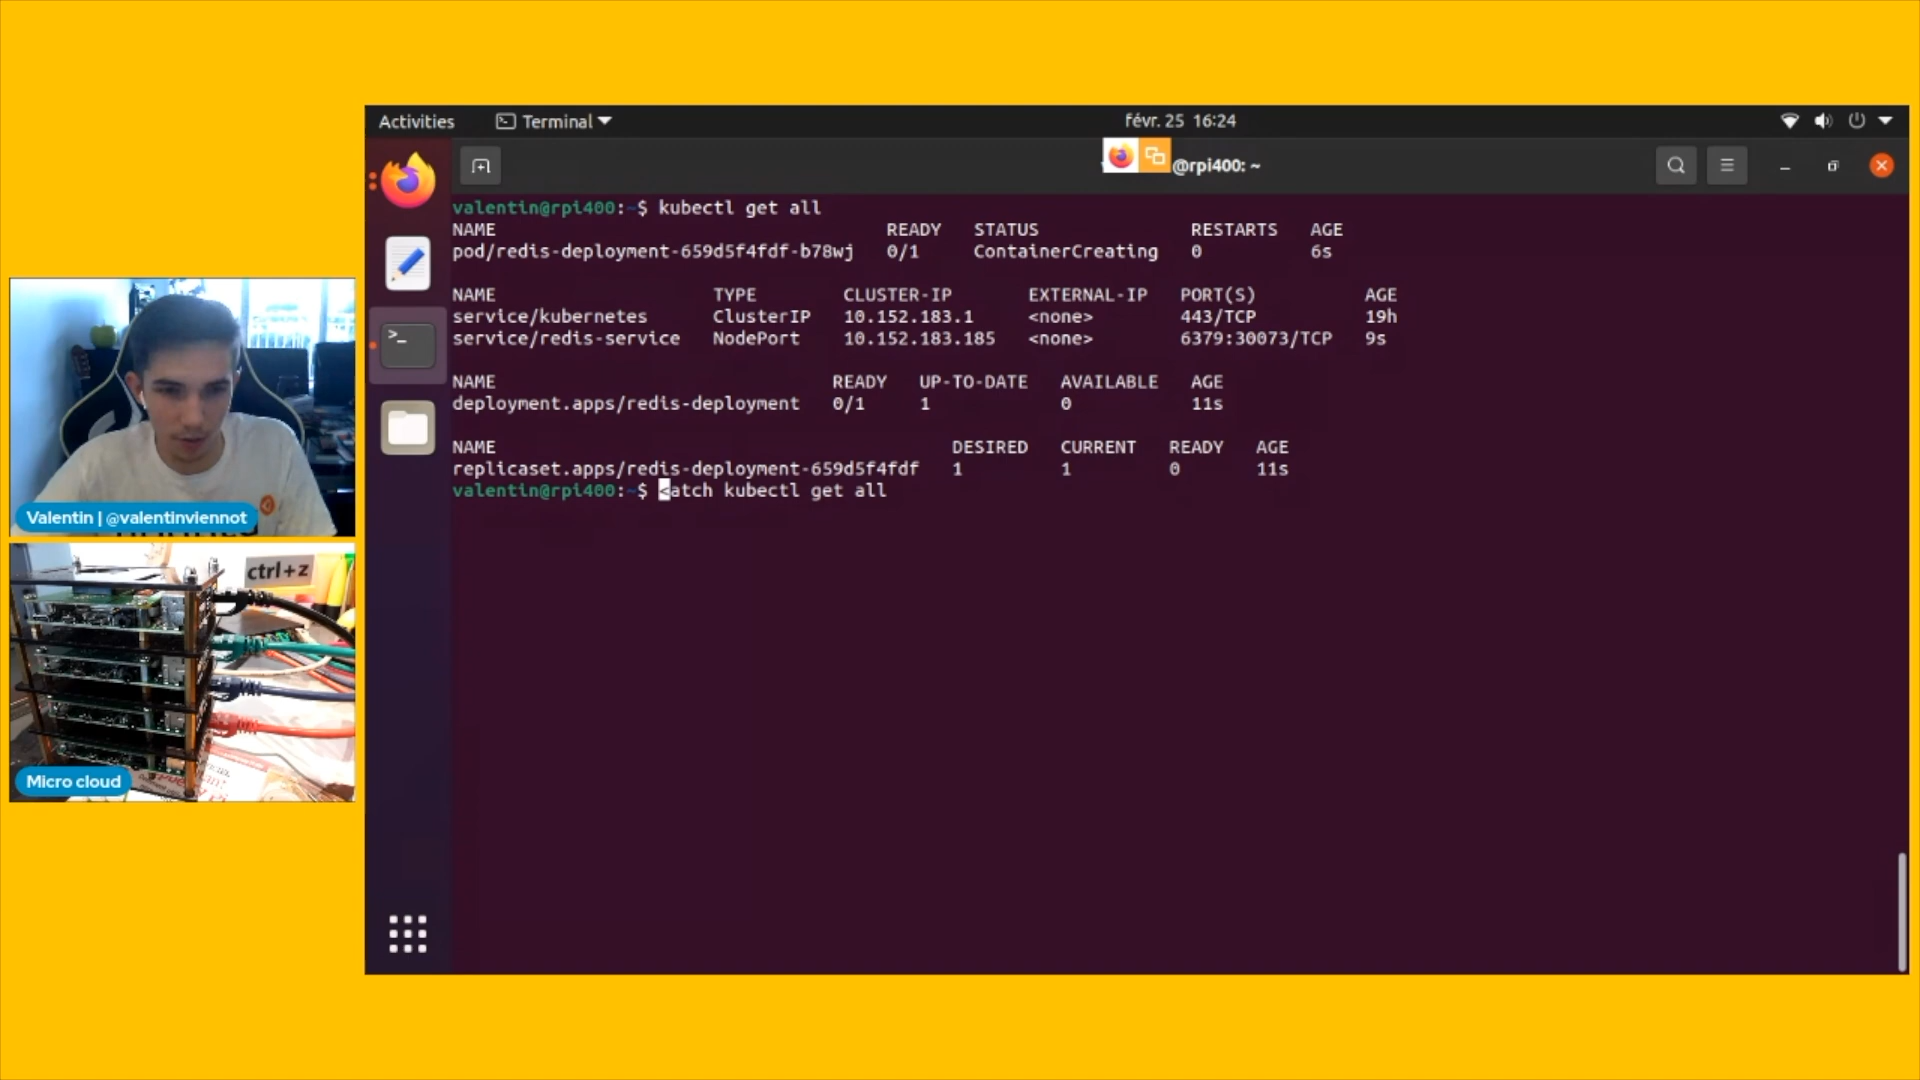 Activities
Terminal
févr. 25 16:24
@rpi400: ~
valentin@rpi400:~$ kubectl get all
NAME READY STATUS RESTARTS AGE
pod/redis-deployment-659d5f4fdf-b78wj 0/1 ContainerCreating 0 6s
NAME TYPE CLUSTER-IP EXTERNAL-IP PORT(S) AGE
service/kubernetes ClusterIP 10.152.183.1 <none> 443/TCP 19h
service/redis-service NodePort 10.152.183.185 <none> 6379:30073/TCP 9s
NAME READY UP-TO-DATE AVAILABLE AGE
deployment.apps/redis-deployment 0/1 1 0 11s
NAME DESIRED CURRENT READY AGE
replicaset.apps/redis-deployment-659d5f4fdf 1 1 0 11s
valentin@rpi400:~$ <atch kubectl get all
Valentin | @valentinviennot
ctrl+z
Micro cloud